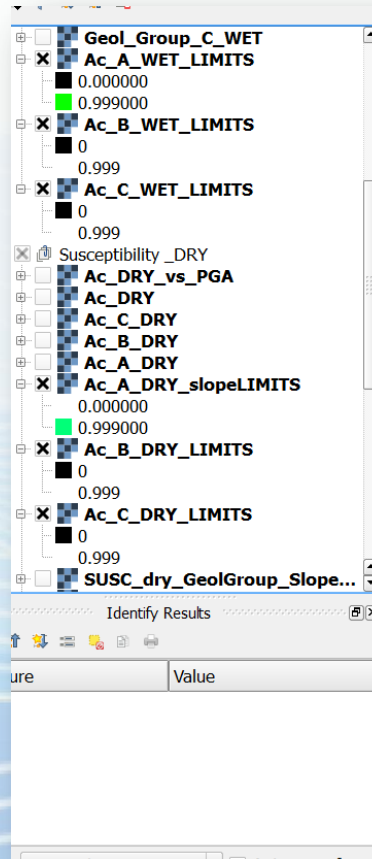 Geol_Group_C_WET
Ac_A_WET_LIMITS
0.000000
0.999000
Ac_B_WET_LIMITS
0
0.999
Ac_C_WET_LIMITS
0
0.999
Susceptibility _DRY
Ac_DRY_vs_PGA
Ac_DRY
Ac_C_DRY
Ac_B_DRY
Ac_A_DRY
Ac_A_DRY_slopeLIMITS
0.000000
0.999000
Ac_B_DRY_LIMITS
0
0.999
Ac_C_DRY_LIMITS
0
0.999
SUSC_dry_GeolGroup_Slope...
Identify Results
ure Value